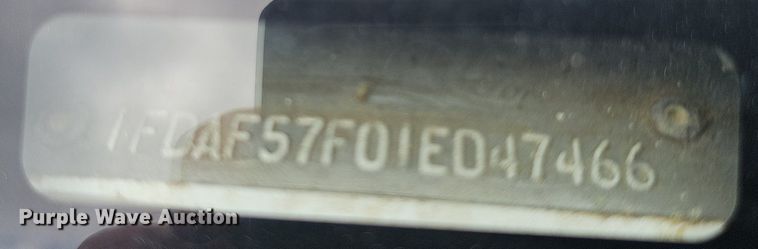 1FDAF57F01ED47466
Purple Wave Auction